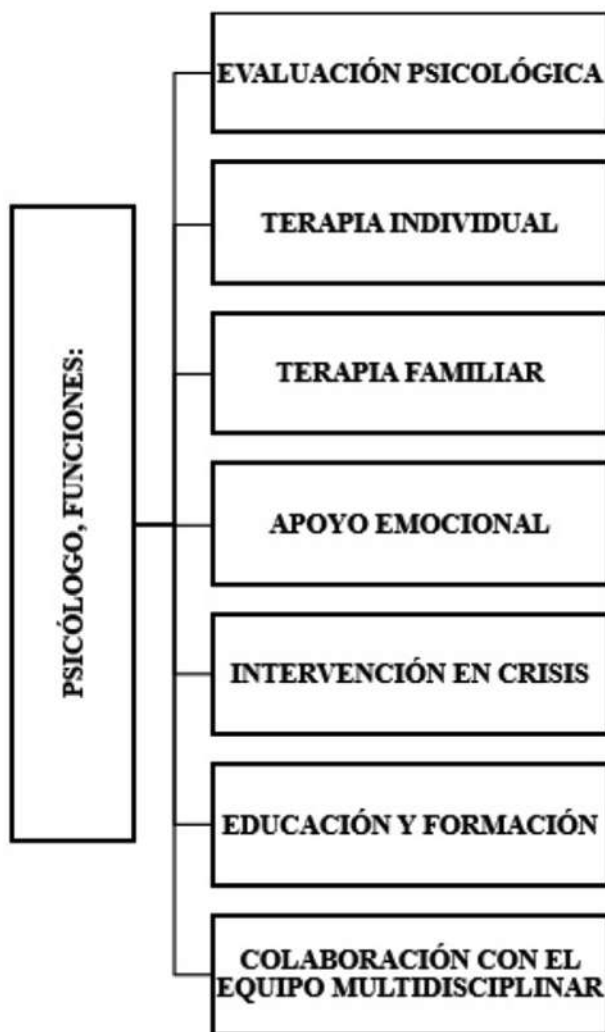 PSICÓLOGO, FUNCIONES:
EVALUACIÓN PSICOLÓGICA
TERAPIA INDIVIDUAL
TERAPIA FAMILIAR
APOYO EMOCIONAL
INTERVENCIÓN EN CRISIS
EDUCACIÓN Y FORMACIÓN
COLABORACIÓN CON EL
EQUIPO MULTIDISCIPLINAR